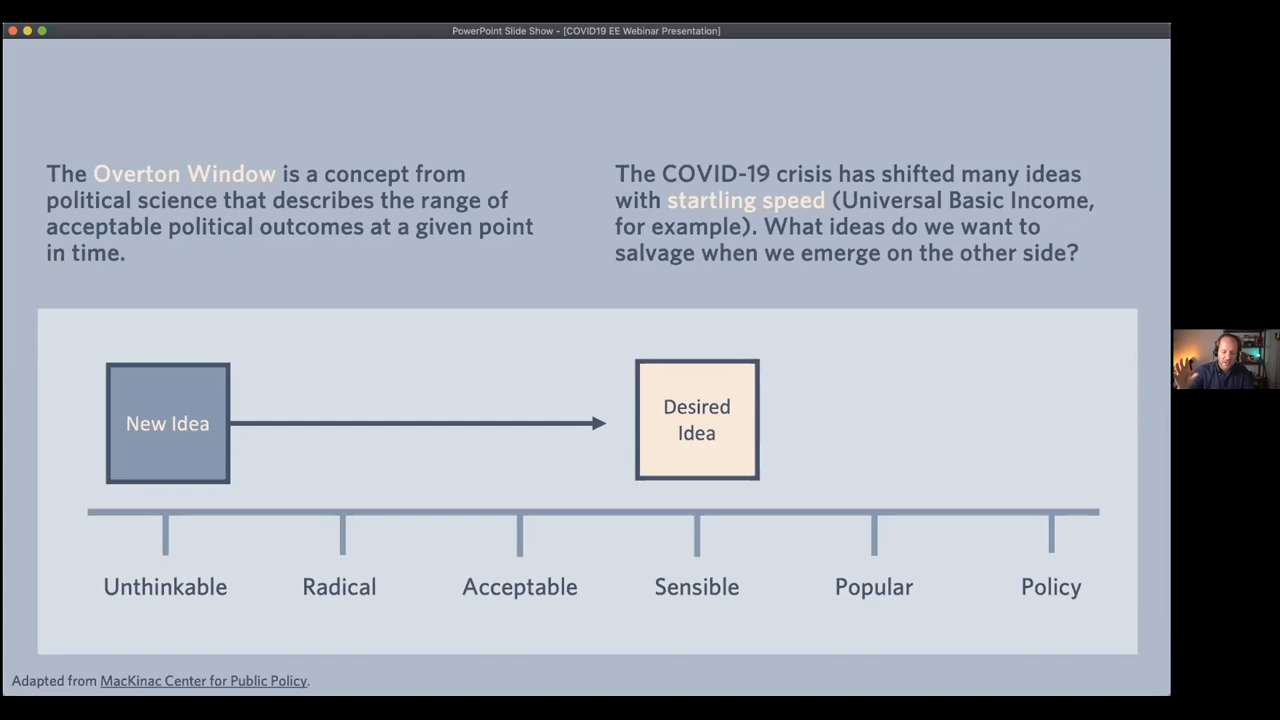 PowerPoint Slide Show - [COVID19 EE Webinar Presentation]
The Overton Window is a concept from
political science that describes the range of
acceptable political outcomes at a given point
in time.
The COVID-19 crisis has shifted many ideas
with startling speed (Universal Basic Income,
for example). What ideas do we want to
salvage when we emerge on the other side?
New Idea
Desired
Idea
Unthinkable
Radical
Acceptable
Sensible
Popular
Policy
Adapted from MacKinac Center for Public Policy.